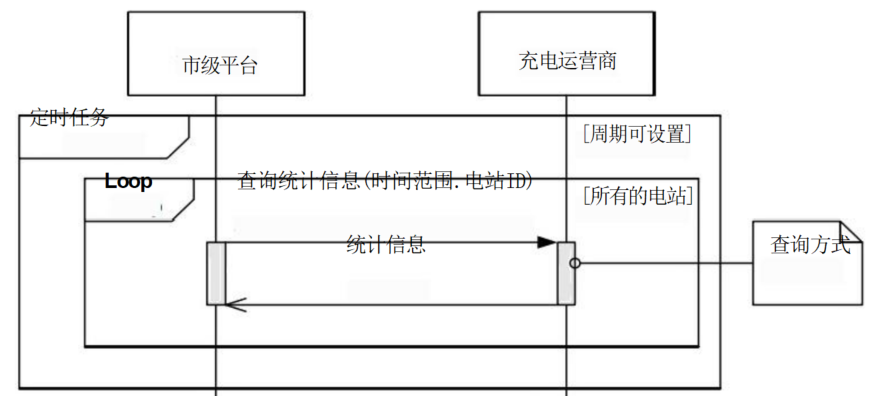 市级平台
充电运营商
定时任务
[周期可设置]
Loop
查询统计信息(时间范围.电站ID)
[所有的电站]
统计信息
查询方式